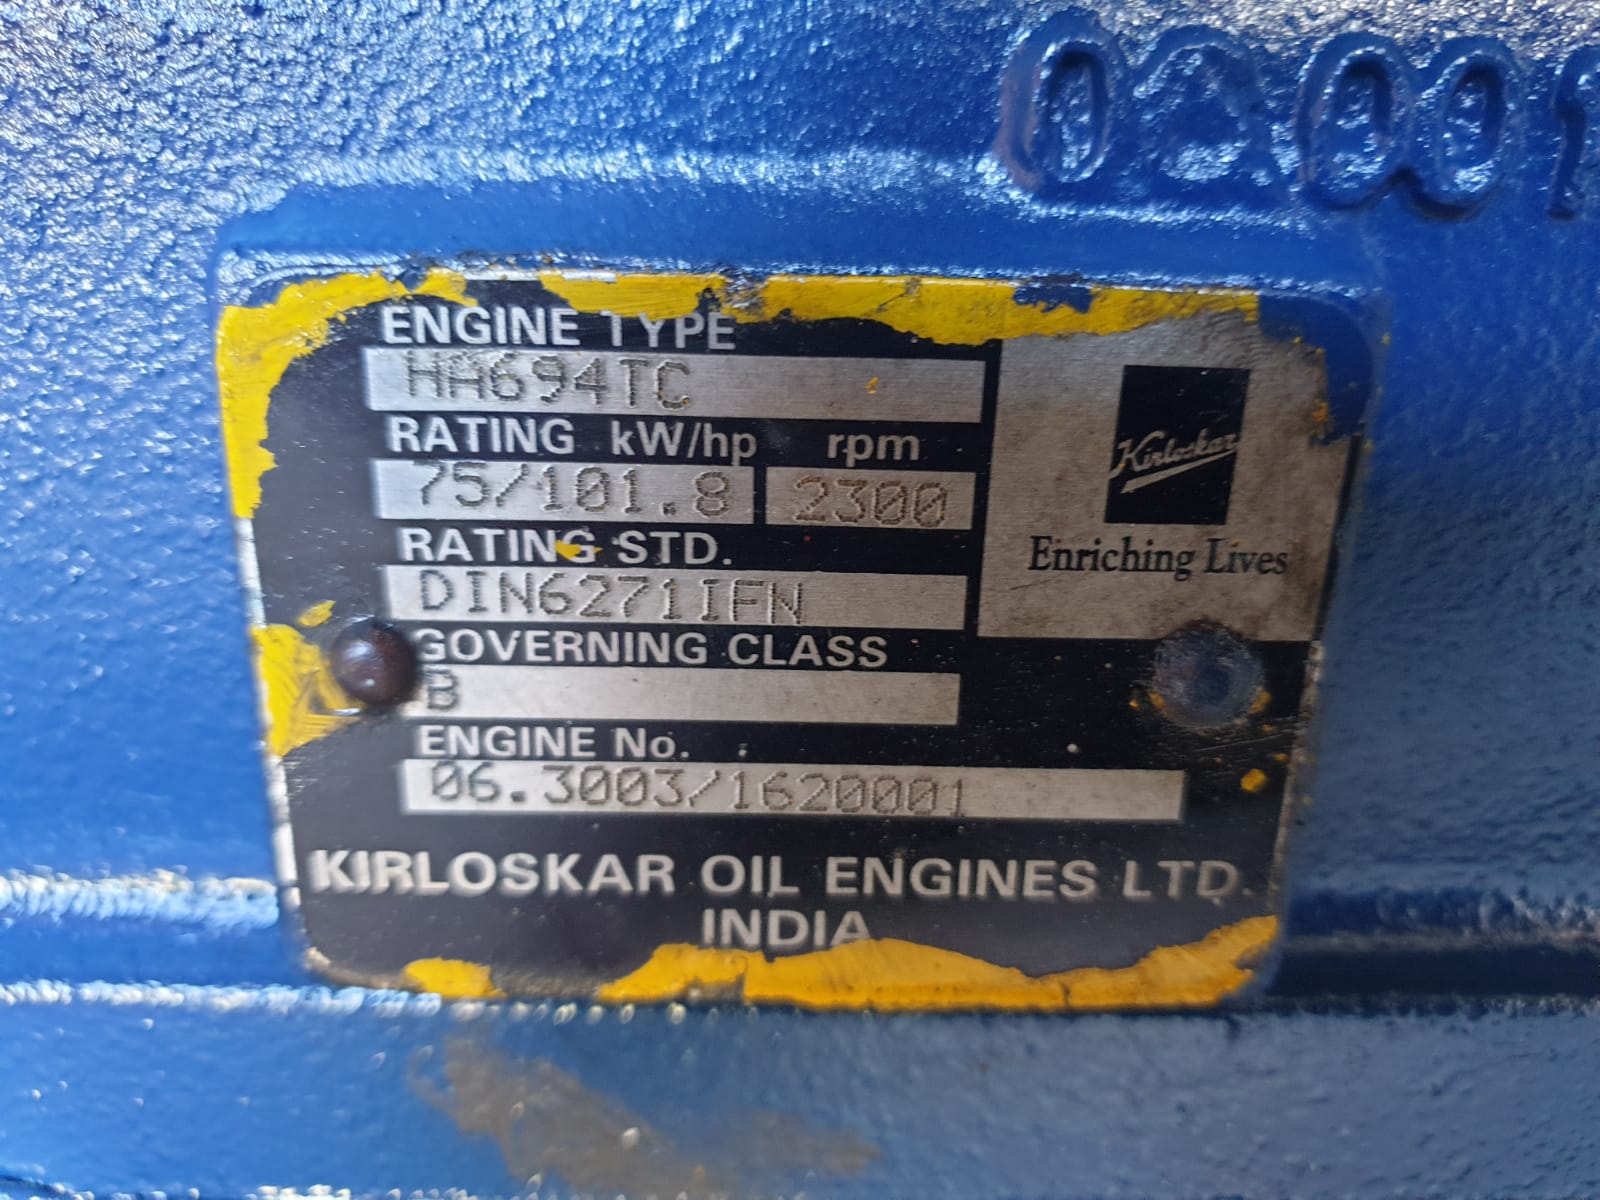 ENGINE TYPE
HA694TC
RATING kW/hp rpm
75/101.8 2300
RATING STD.
DIN6271IFN
GOVERNING CLASS
B
ENGINE No.
06.3003/1620001
Kirloskar
Enriching Lives
KIRLOSKAR OIL ENGINES LTD.
INDIA